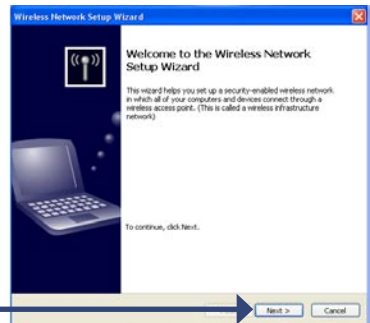 Wireless Network Setup Wizard
Welcome to the Wireless Network
Setup Wizard
This wizard helps you set up a security-enabled wireless network
in which all of your computers and devices connect through a
wireless access point. (This is called a wireless infrastructure
network)
To continue, click Next.
Next >
Cancel